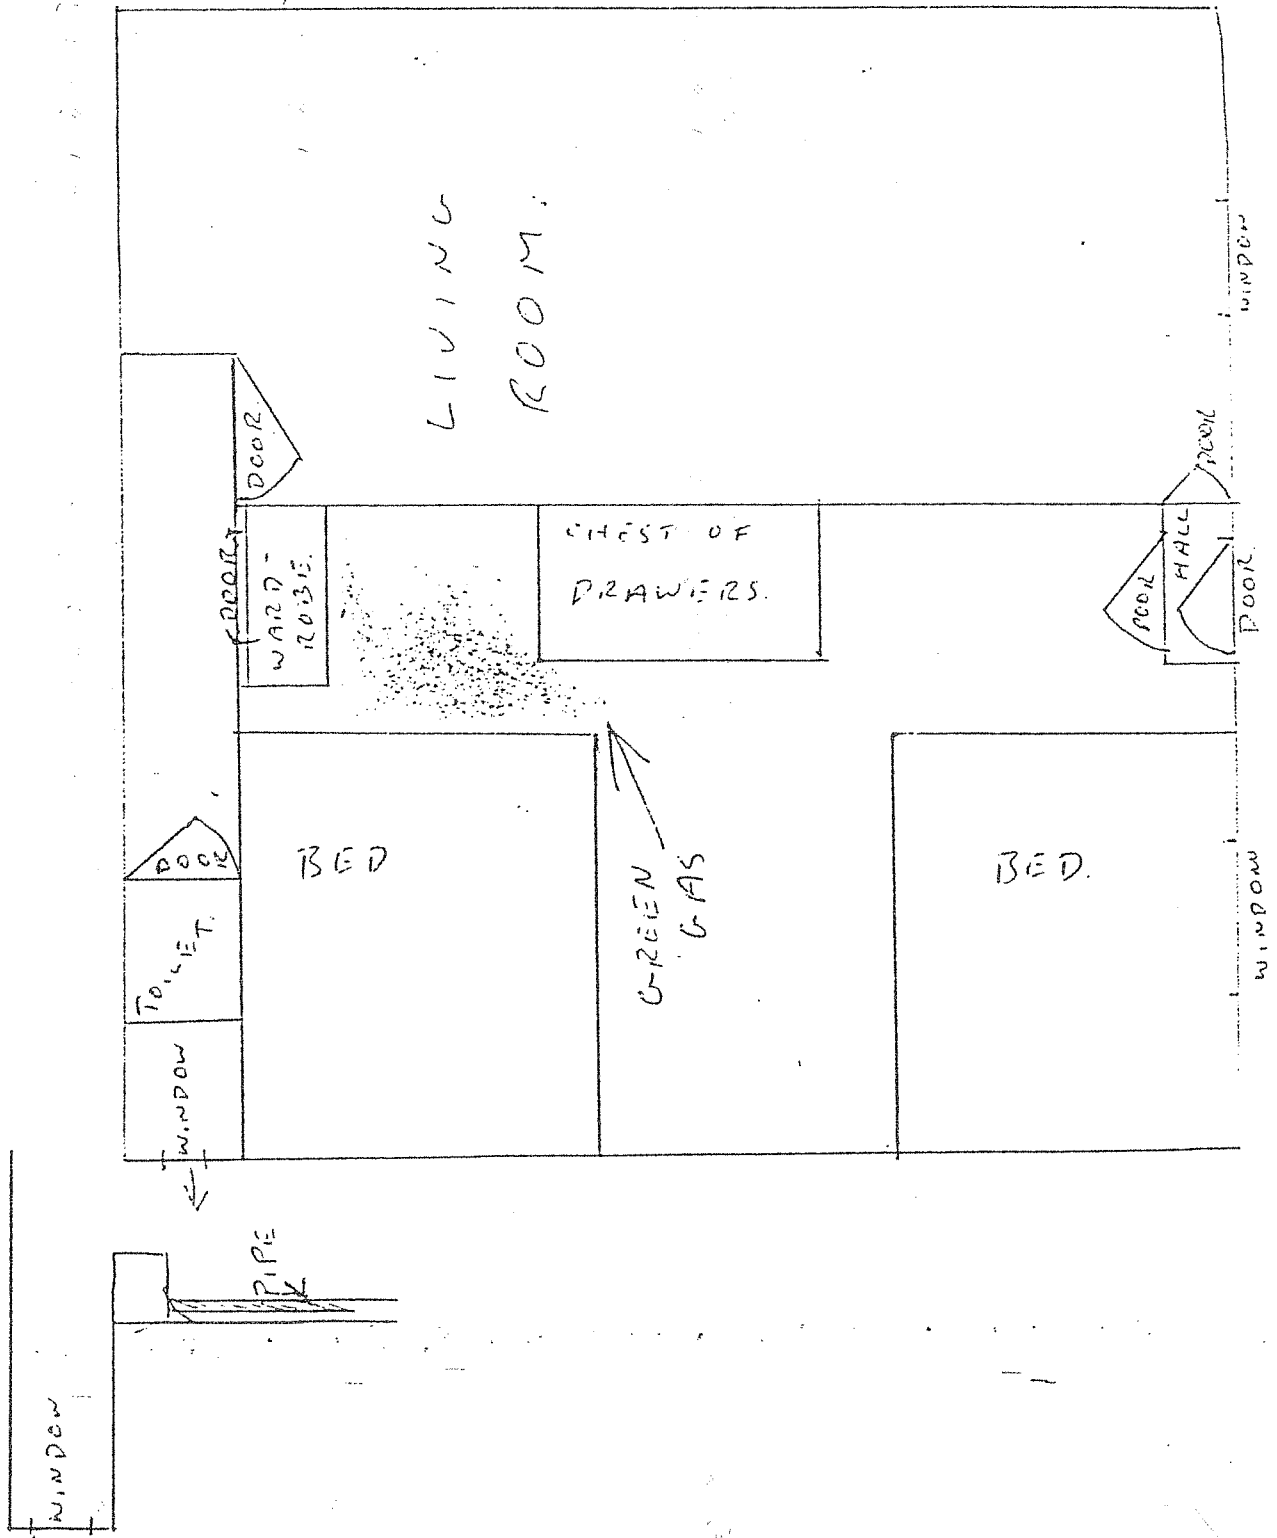 LIVING
ROOM.
WINDOW
DOOR.
DOOR
DOOR
WARD-
ROBE.
CHEST OF
DRAWERS.
HALL
DOOR
DOOR.
DOOR
TOILET.
BED
GREEN
GAS
BED.
WINDOW
WINDOW
PIPE
WINDOW